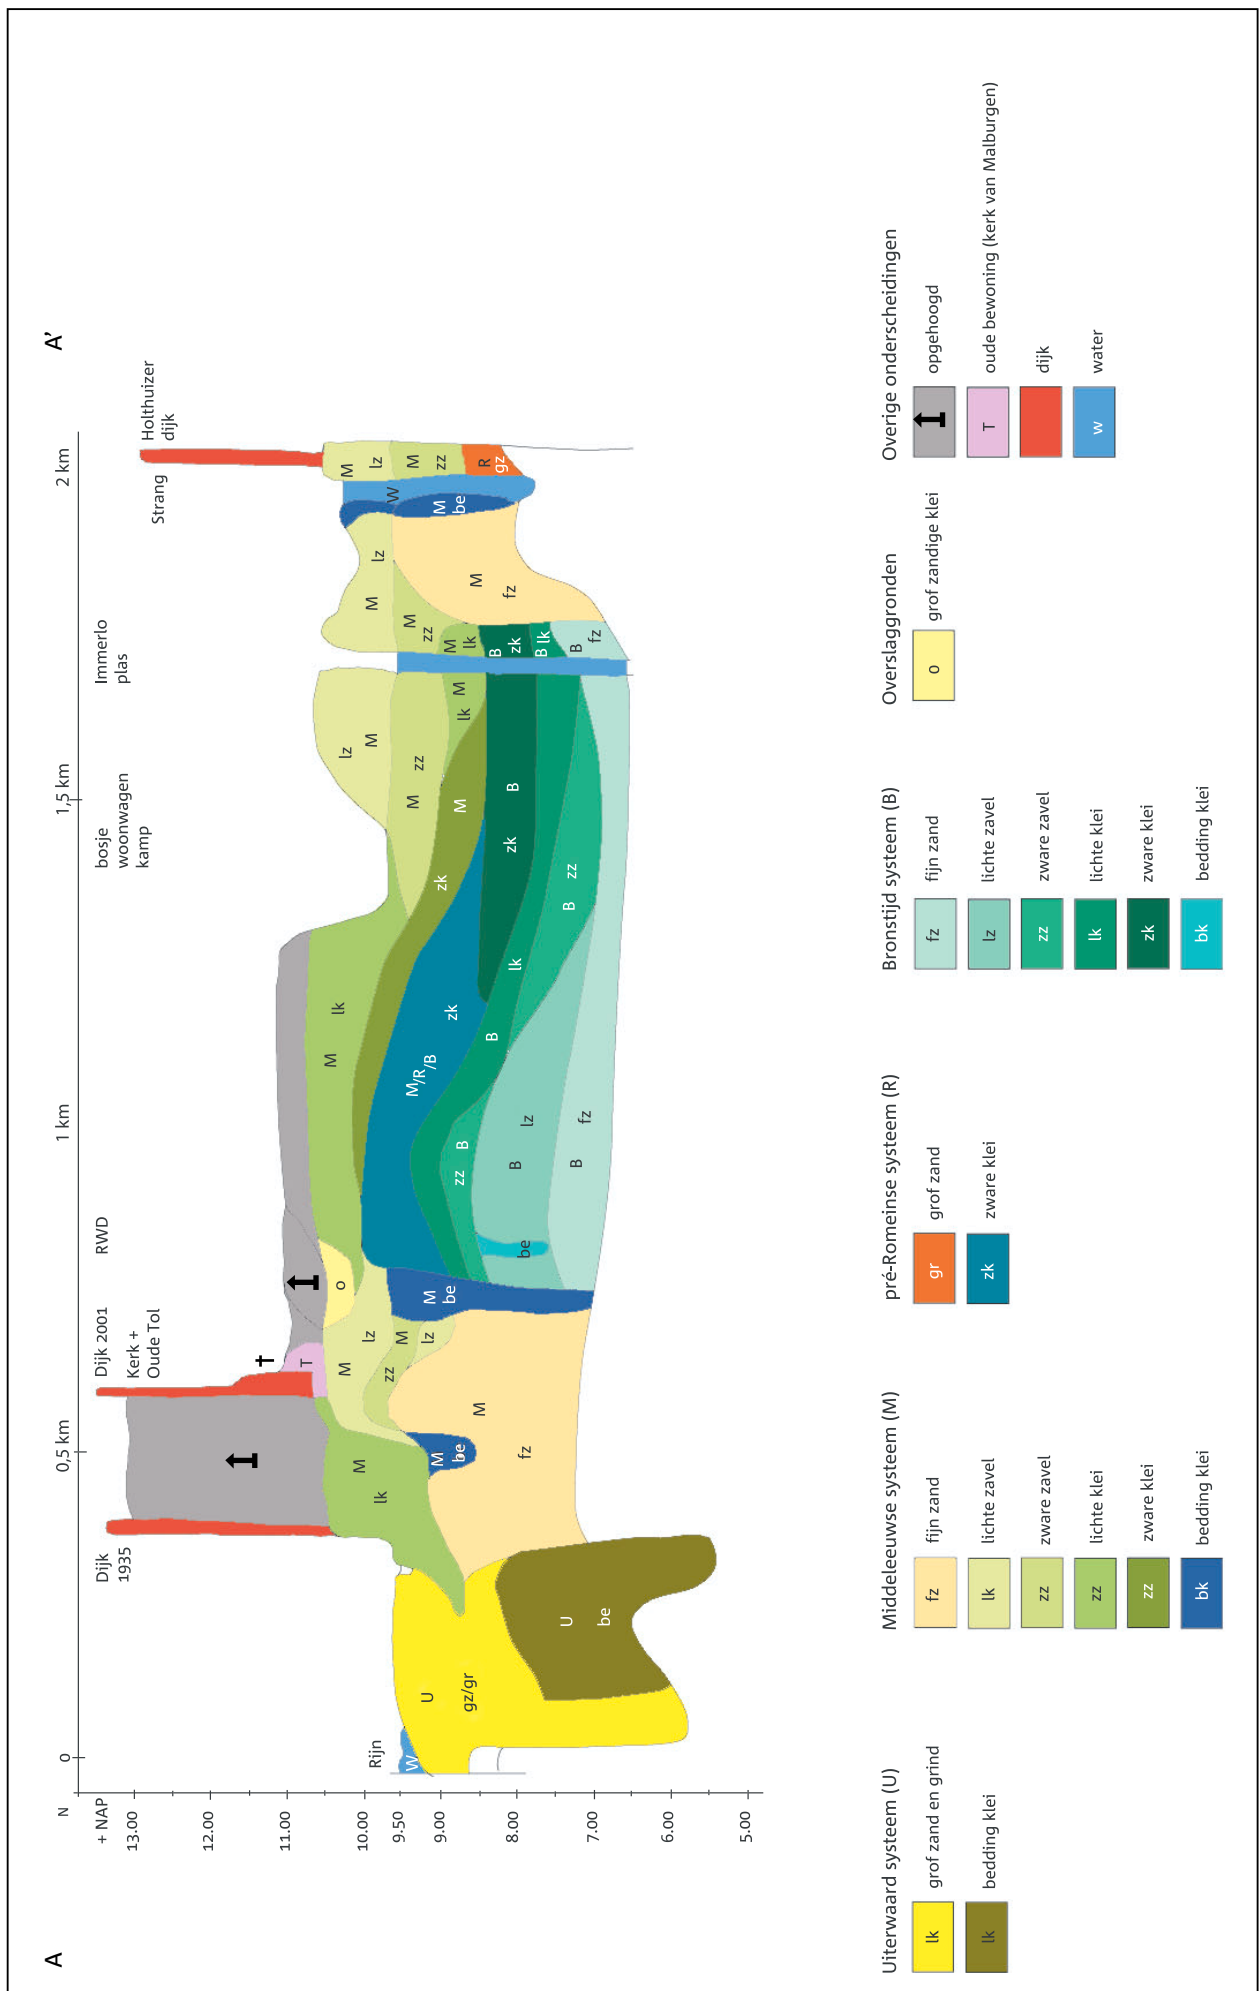 A
A'
N
0
0,5 km
1 km
1,5 km
2 km
+ NAP
13.00
12.00
11.00
10.00
9.50
9.00
8.00
7.00
6.00
5.00
Rijn
Dijk
1935
Dijk 2001
Kerk +
Oude Tol
RWD
bosje
woonwagen
kamp
Immerlo
plas
Strang
Holthuizer
dijk
W
U
gz/gr
U
be
lk
M
M
be
M
fz
T
M
lz
zz
M
lz
o
M
be
M
lk
M/R/B
zk
zk
M
zz
B
B
lk
B
lz
be
B
fz
B
zz
zk
B
M
zz
lz
M
lk
M
M
lz
M
zz
M
lk
B
zk
B lk
B
fz
M
fz
M
be
W
M
lz
M
zz
R
gz
Uiterwaard systeem (U)
lk grof zand en grind
lk bedding klei
Middeleeuwse systeem (M)
fz fijn zand
lk lichte zavel
zz zware zavel
zz lichte klei
zz zware klei
bk bedding klei
pré-Romeinse systeem (R)
gr grof zand
zk zware klei
Bronstijd systeem (B)
fz fijn zand
lz lichte zavel
zz zware zavel
lk lichte klei
zk zware klei
bk bedding klei
Overslaggronden
o grof zandige klei
Overige onderscheidingen
opgehoogd
T oude bewoning (kerk van Malburgen)
dijk
w water